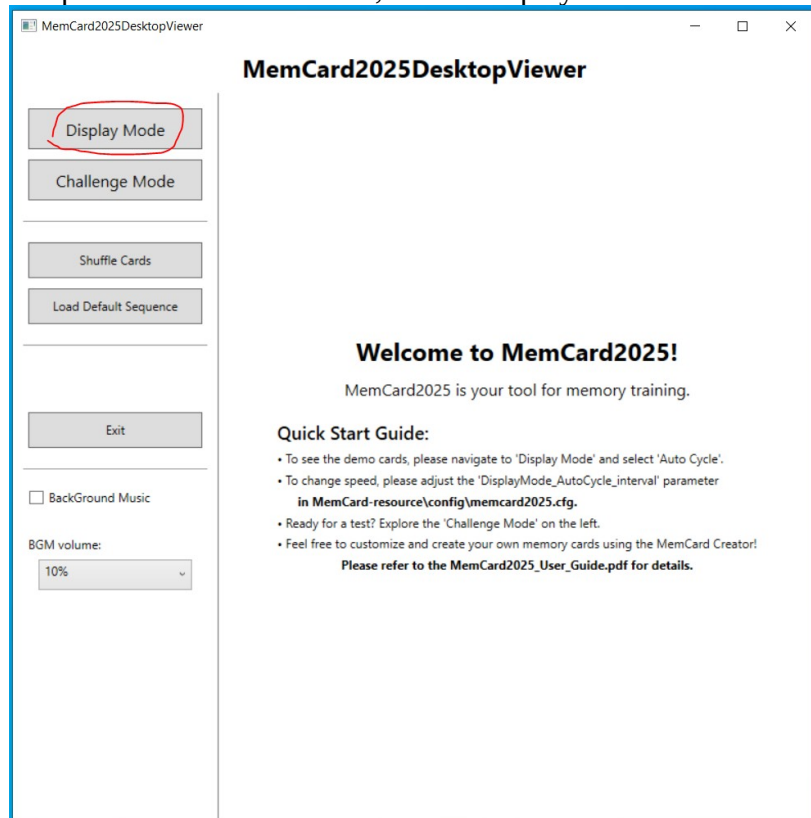 MemCard2025DesktopViewer
MemCard2025DesktopViewer
Display Mode
Challenge Mode
Shuffle Cards
Load Default Sequence
Exit
BackGround Music
BGM volume:
10%
Welcome to MemCard2025!
MemCard2025 is your tool for memory training.
Quick Start Guide:
• To see the demo cards, please navigate to 'Display Mode' and select 'Auto Cycle'.
• To change speed, please adjust the 'DisplayMode_AutoCycle_interval' parameter
in MemCard-resource\config\memcard2025.cfg.
• Ready for a test? Explore the 'Challenge Mode' on the left.
• Feel free to customize and create your own memory cards using the MemCard Creator!
Please refer to the MemCard2025_User_Guide.pdf for details.